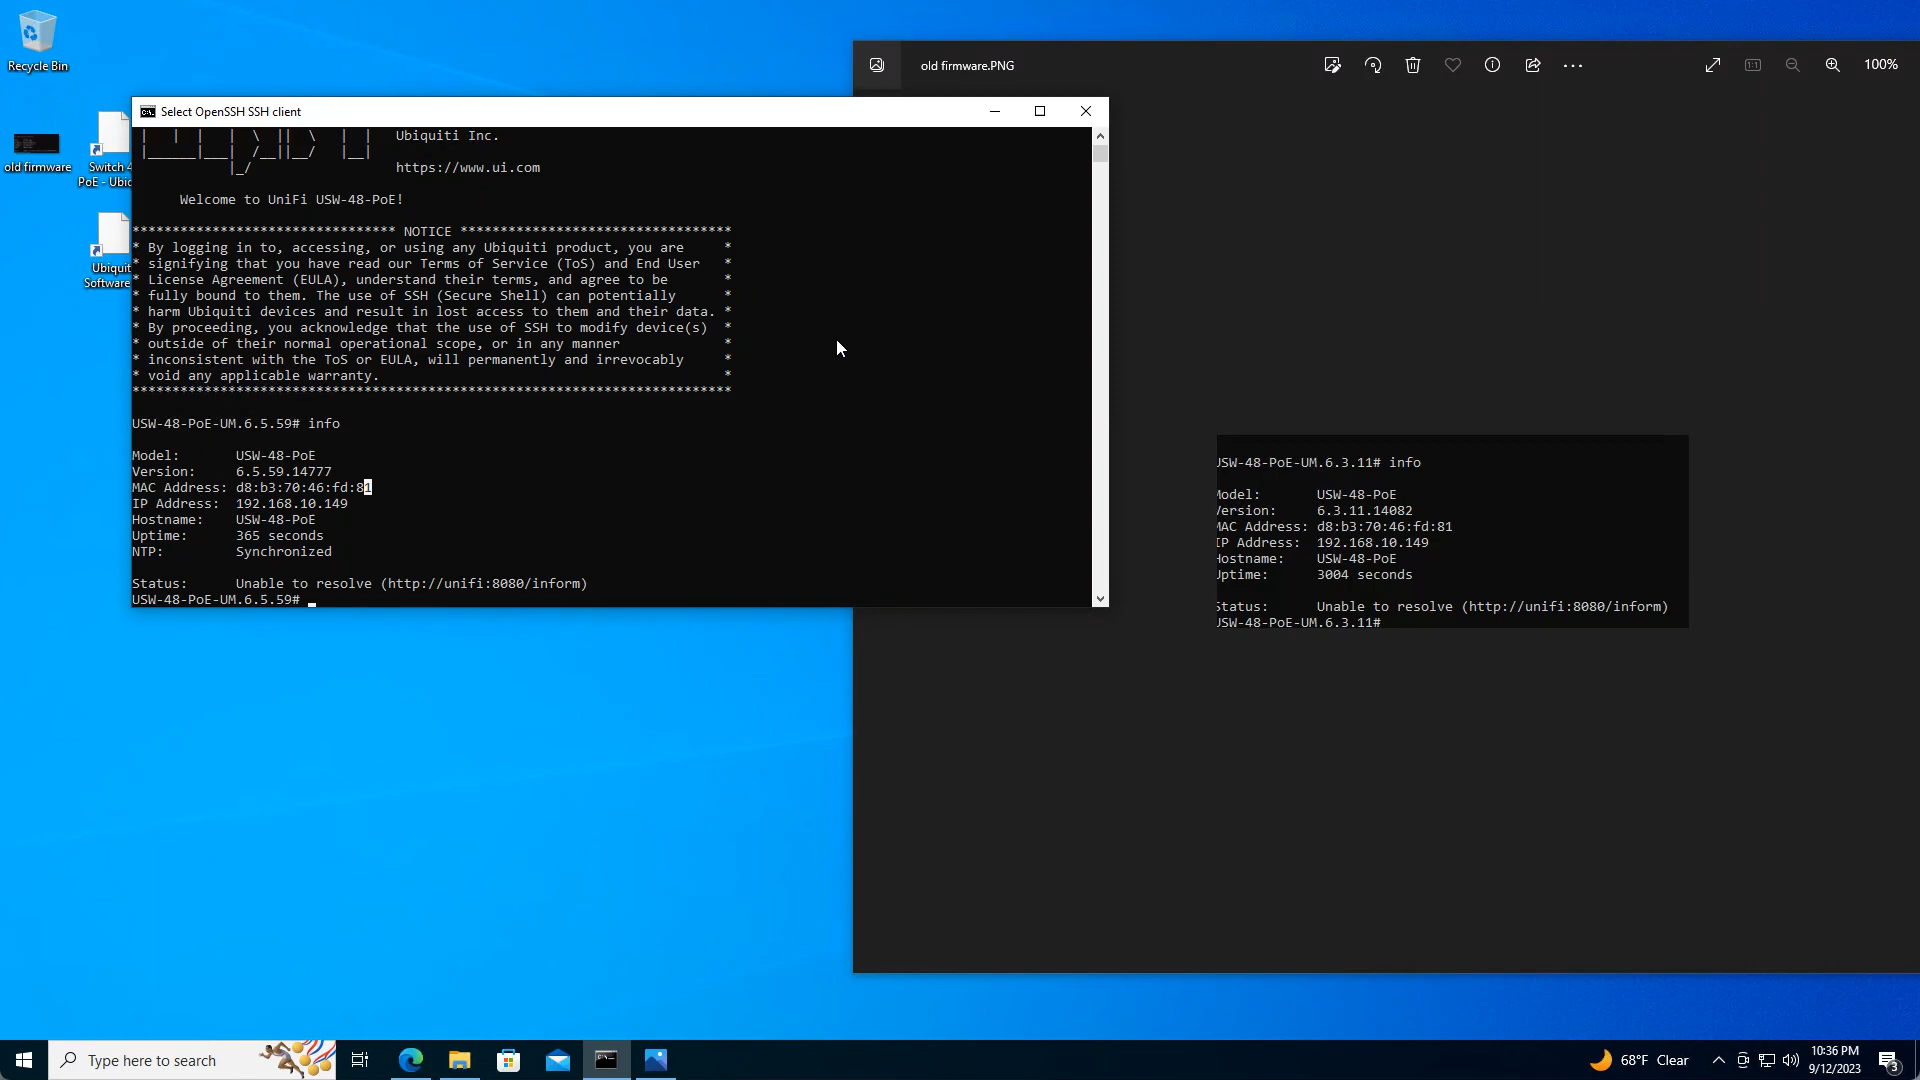 Recycle Bin
old firmware
Switch 4
PoE - Ubiq
Ubiquit
Software
Select OpenSSH SSH client
Ubiquiti Inc.
https://www.ui.com
Welcome to UniFi USW-48-PoE!
********************************* NOTICE **********************************
* By logging in to, accessing, or using any Ubiquiti product, you are *
* signifying that you have read our Terms of Service (ToS) and End User *
* License Agreement (EULA), understand their terms, and agree to be *
* fully bound to them. The use of SSH (Secure Shell) can potentially *
* harm Ubiquiti devices and result in lost access to them and their data. *
* By proceeding, you acknowledge that the use of SSH to modify device(s) *
* outside of their normal operational scope, or in any manner *
* inconsistent with the ToS or EULA, will permanently and irrevocably *
* void any applicable warranty. *
***************************************************************************
USW-48-PoE-UM.6.5.59# info
Model: USW-48-PoE
Version: 6.5.59.14777
MAC Address: d8:b3:70:46:fd:81
IP Address: 192.168.10.149
Hostname: USW-48-PoE
Uptime: 365 seconds
NTP: Synchronized
Status: Unable to resolve (http://unifi:8080/inform)
USW-48-PoE-UM.6.5.59#
old firmware.PNG
100%
USW-48-PoE-UM.6.3.11# info
Model: USW-48-PoE
Version: 6.3.11.14082
MAC Address: d8:b3:70:46:fd:81
IP Address: 192.168.10.149
Hostname: USW-48-PoE
Uptime: 3004 seconds
Status: Unable to resolve (http://unifi:8080/inform)
USW-48-PoE-UM.6.3.11#
Type here to search
68°F Clear
10:36 PM
9/12/2023
3